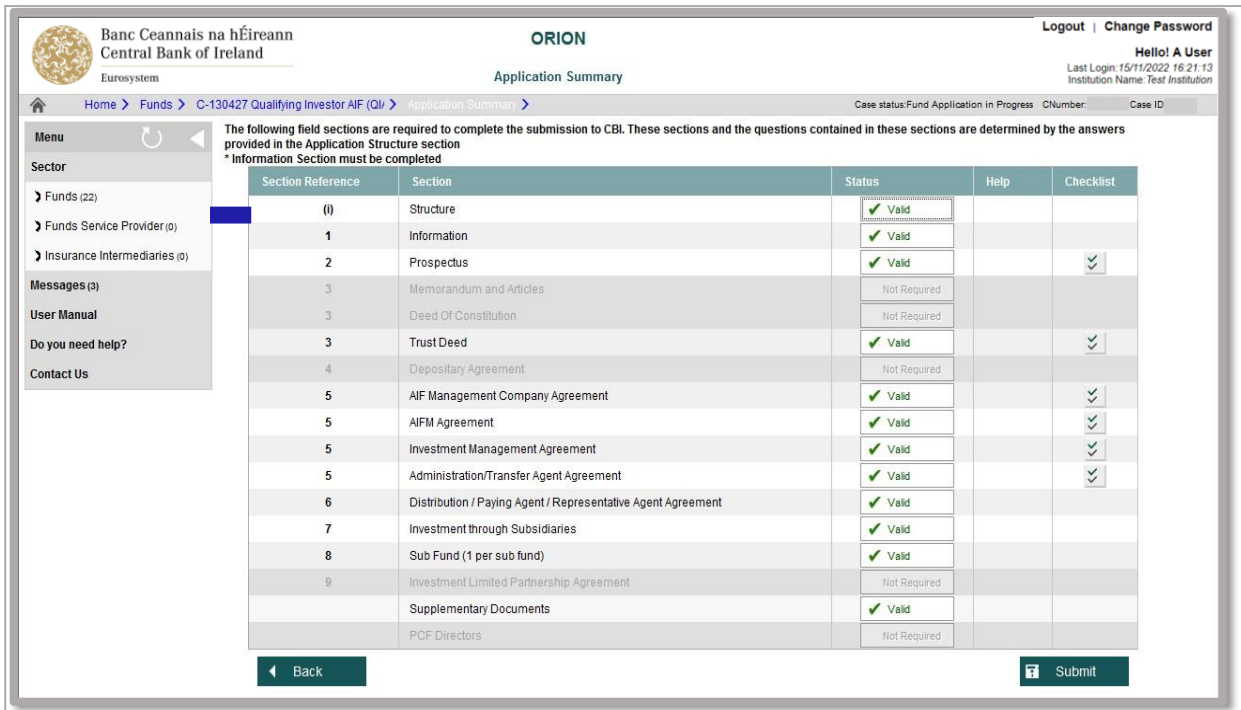 Banc Ceannais na hÉireann
Central Bank of Ireland
Eurosystem
ORION
Application Summary
Logout | Change Password
Hello! A User
Last Login:15/11/2022 16:21:13
Institution Name:Test Institution
Home > Funds > C-130427 Qualifying Investor AIF (QI/ > Application Summary >
Case status:Fund Application in Progress CNumber: Case ID
Menu
Sector
Funds (22)
Funds Service Provider (0)
Insurance Intermediaries (0)
Messages (3)
User Manual
Do you need help?
Contact Us
The following field sections are required to complete the submission to CBI. These sections and the questions contained in these sections are determined by the answers
provided in the Application Structure section
* Information Section must be completed
Section Reference Section Status Help Checklist
(i) Structure Valid
1 Information Valid
2 Prospectus Valid
3 Memorandum and Articles Not Required
3 Deed Of Constitution Not Required
3 Trust Deed Valid
4 Depositary Agreement Not Required
5 AIF Management Company Agreement Valid
5 AIFM Agreement Valid
5 Investment Management Agreement Valid
5 Administration/Transfer Agent Agreement Valid
6 Distribution / Paying Agent / Representative Agent Agreement Valid
7 Investment through Subsidiaries Valid
8 Sub Fund (1 per sub fund) Valid
9 Investment Limited Partnership Agreement Not Required
Supplementary Documents Valid
PCF Directors Not Required
Back
Submit